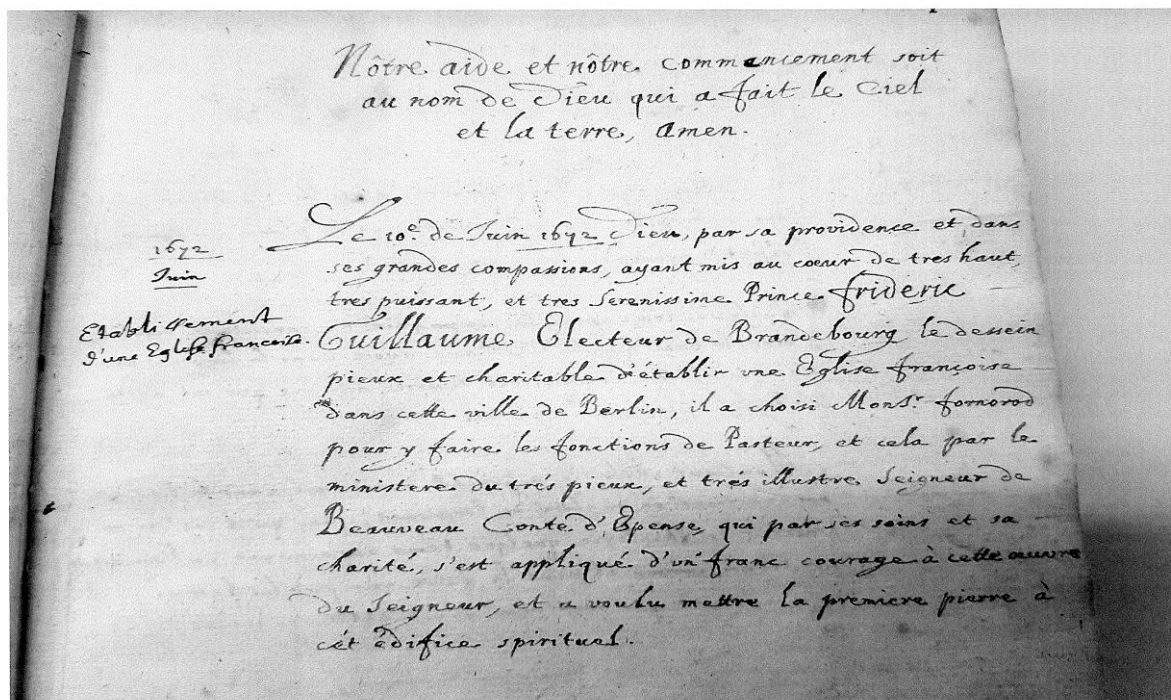 Nôtre aide et nôtre commancement soit
au nom de Dieu qui a fait le Ciel
et la terre, Amen.
1672
Juin
Etablissement
d'une Eglise francoise.
Le 10e. de Juin 1672 Dieu, par sa providence et dans
ses grandes compassions, ayant mis au coeur de tres haut,
tres puissant, et tres Serenissime Prince frideric
Guillaume Electeur de Brandebourg le dessein
pieux et charitable d'établir vne Eglise françoise
dans cette ville de Berlin, il a choisi Monsr. fornorod
pour y faire les fonctions de Pasteur, et cela par le
ministere du trés pieux, et trés illustre Seigneur de
Beauveau Conte d'Epense, qui par ses soins et sa
charité, s'est appliqué d'un franc courage à cette œuvre
du Seigneur, et a voulu mettre la premiere pierre à
cét édifice spirituel.